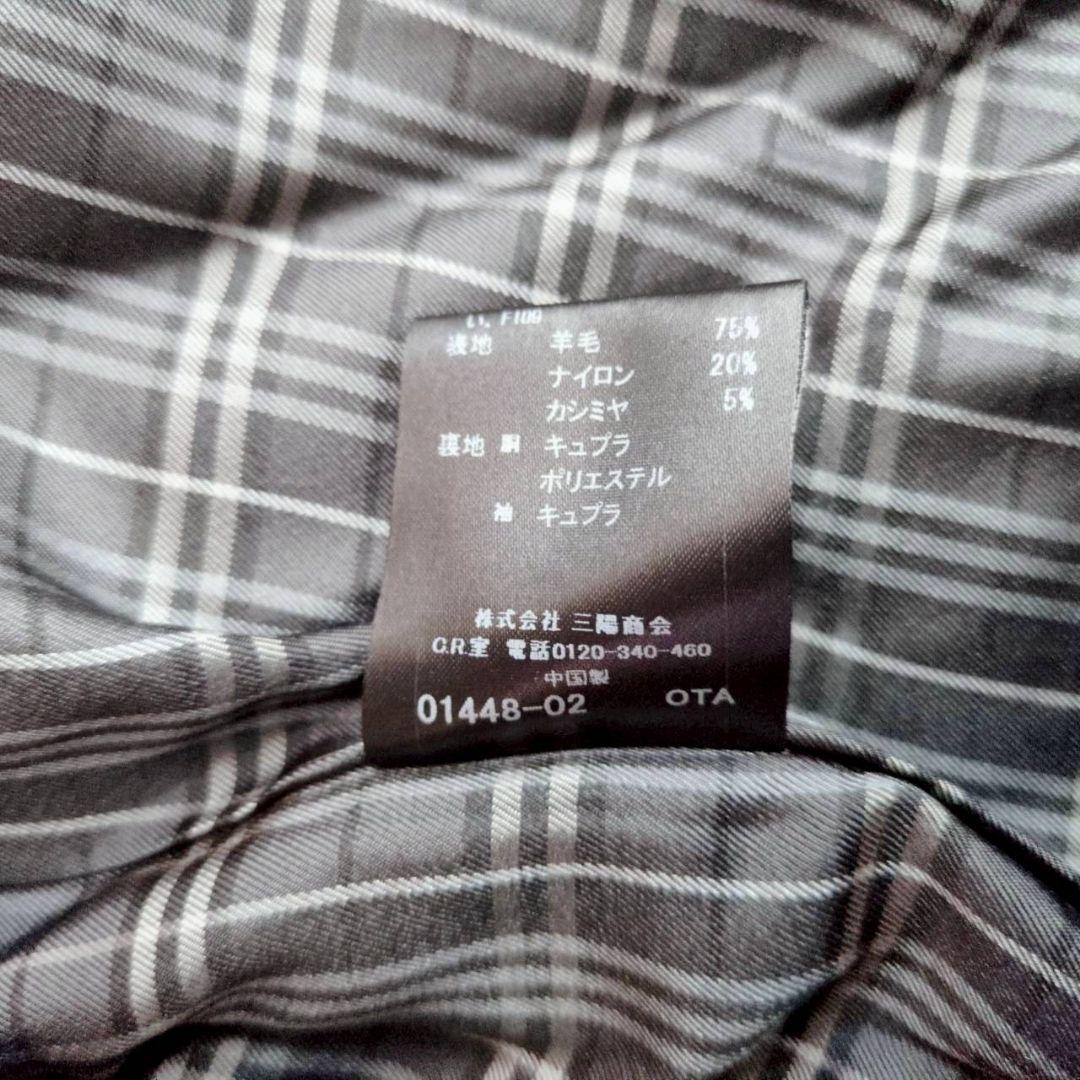 い。F109
表地 羊毛 75%
ナイロン 20%
カシミヤ 5%
裏地 胴 キュプラ
ポリエステル
袖 キュプラ
株式会社 三陽商会
C.R.室 電話0120-340-460
中国製
01448-02 OTA